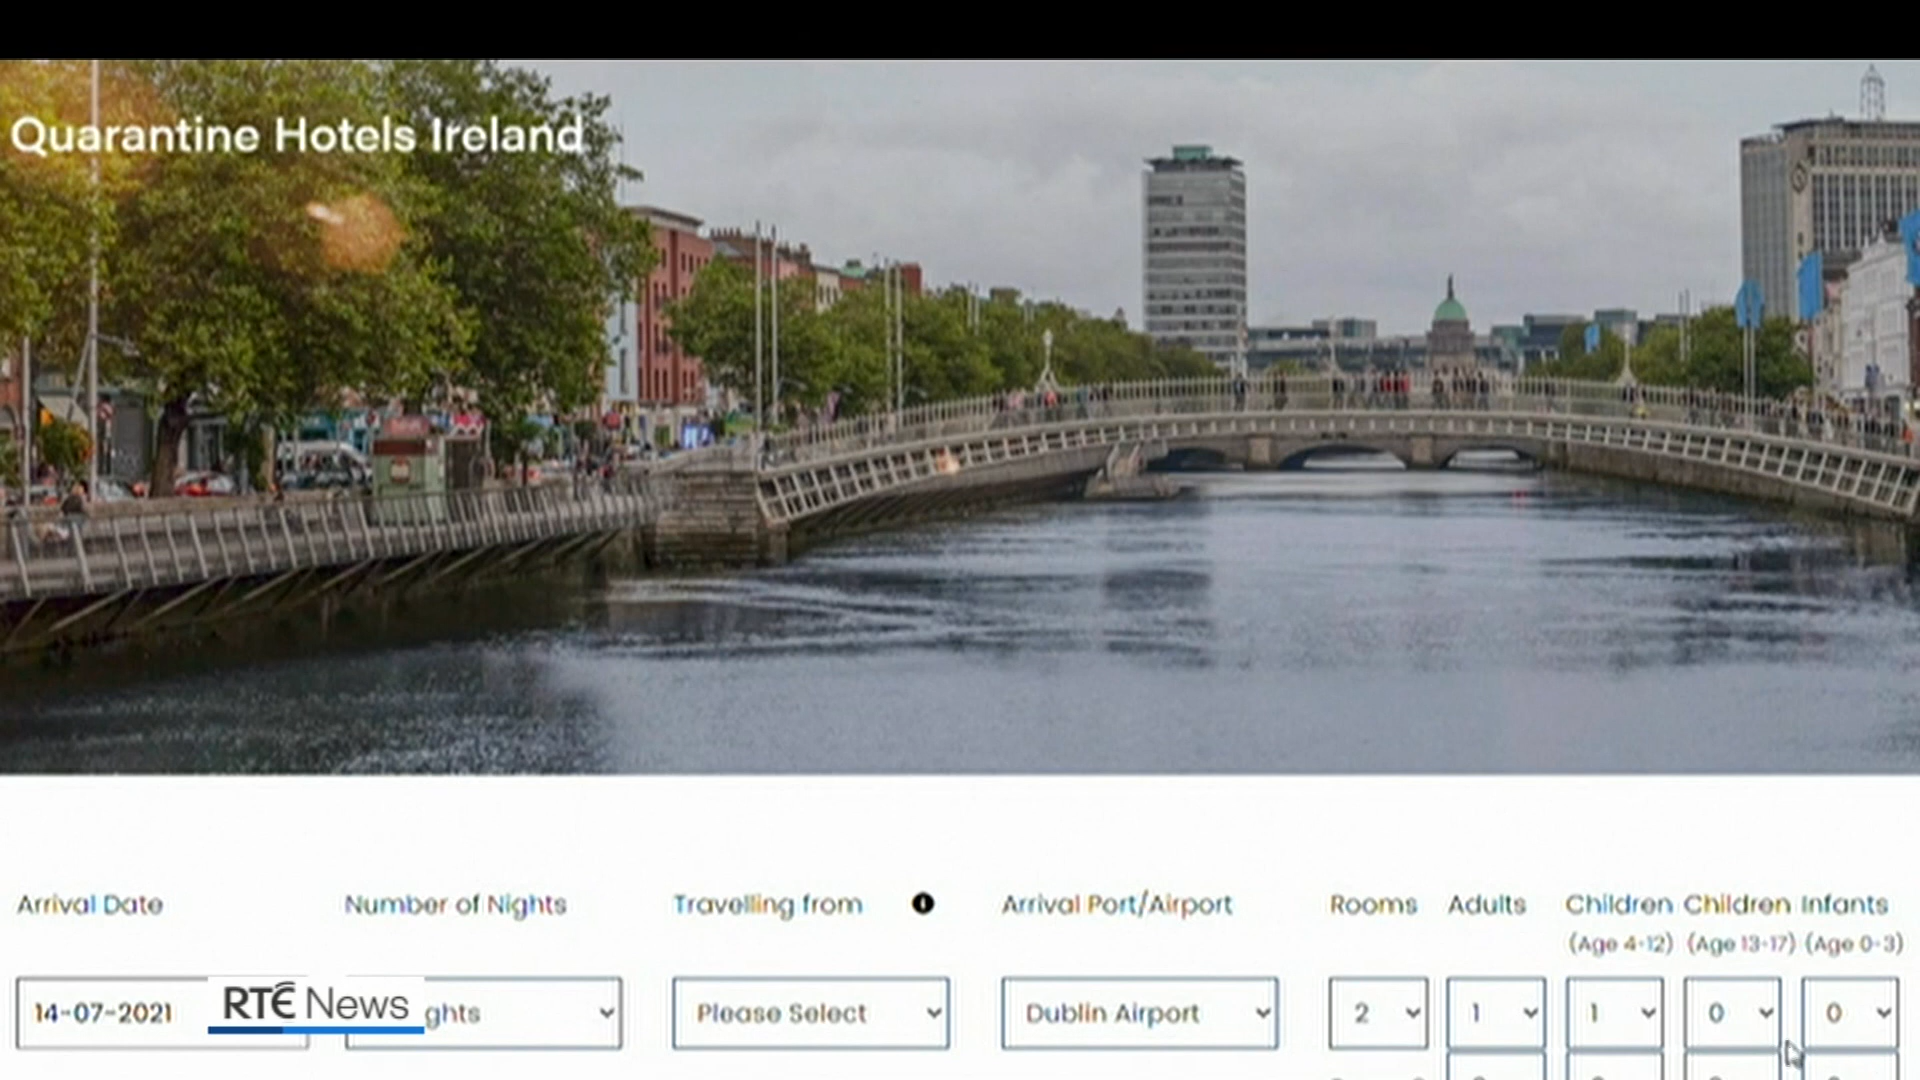 Quarantine Hotels Ireland
Arrival Date
Number of Nights
Travelling from
Arrival Port/Airport
Rooms
Adults
Children
(Age 4-12)
Children
(Age 13-17)
Infants
(Age 0-3)
14-07-2021
ghts
Please Select
Dublin Airport
2
1
1
0
0
RTÉ News